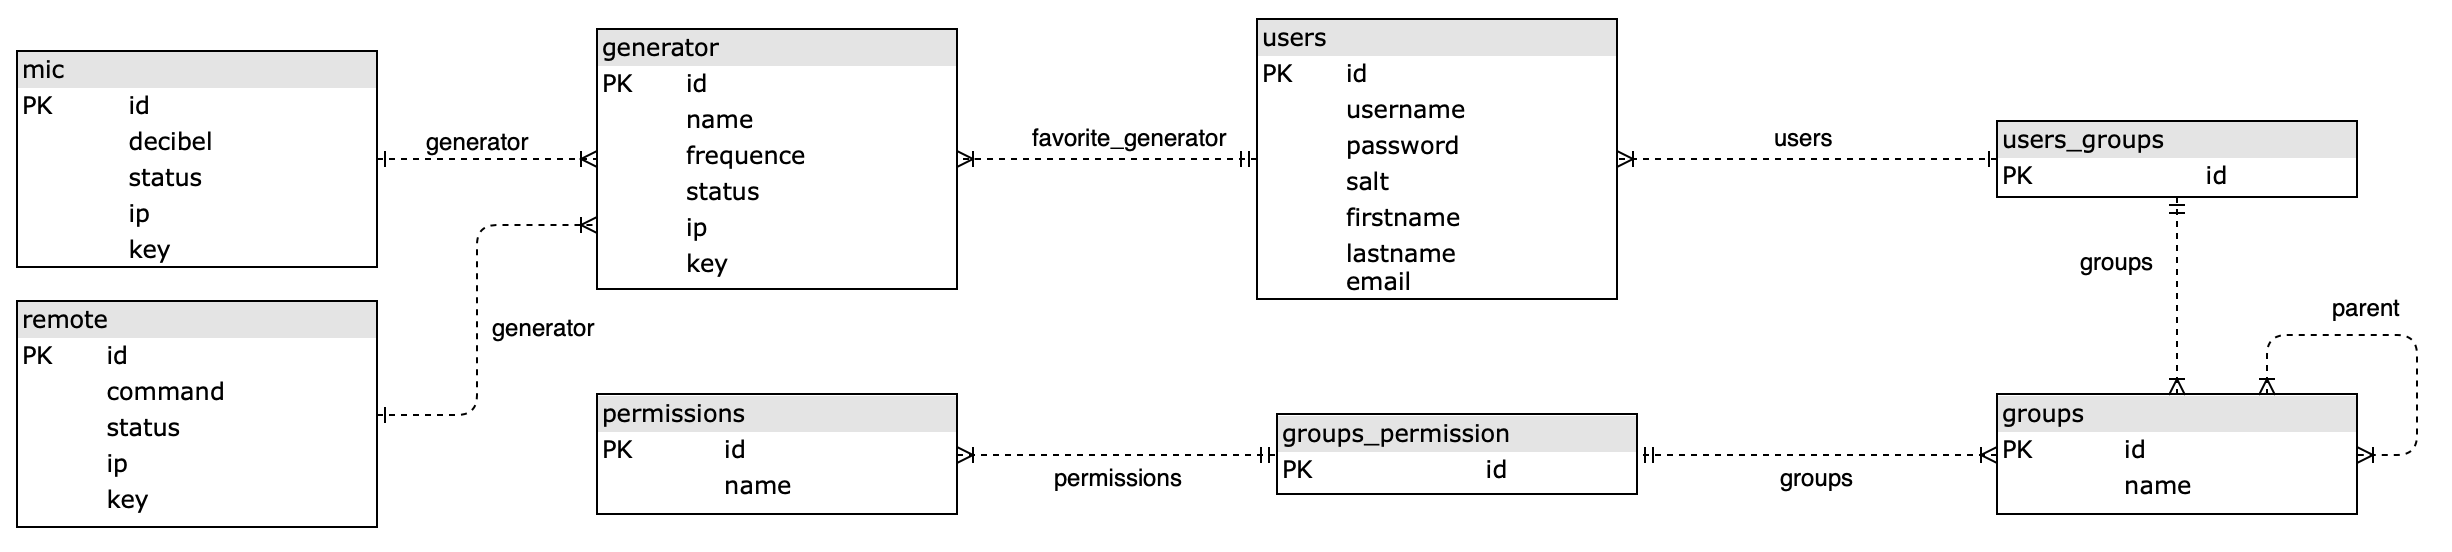 mic
PK id
decibel
status
ip
key
generator
generator
PK id
name
frequence
status
ip
key
favorite_generator
users
PK id
username
password
salt
firstname
lastname
email
users
users_groups
PK id
groups
parent
remote
PK id
command
status
ip
key
generator
permissions
PK id
name
permissions
groups_permission
PK id
groups
groups
PK id
name